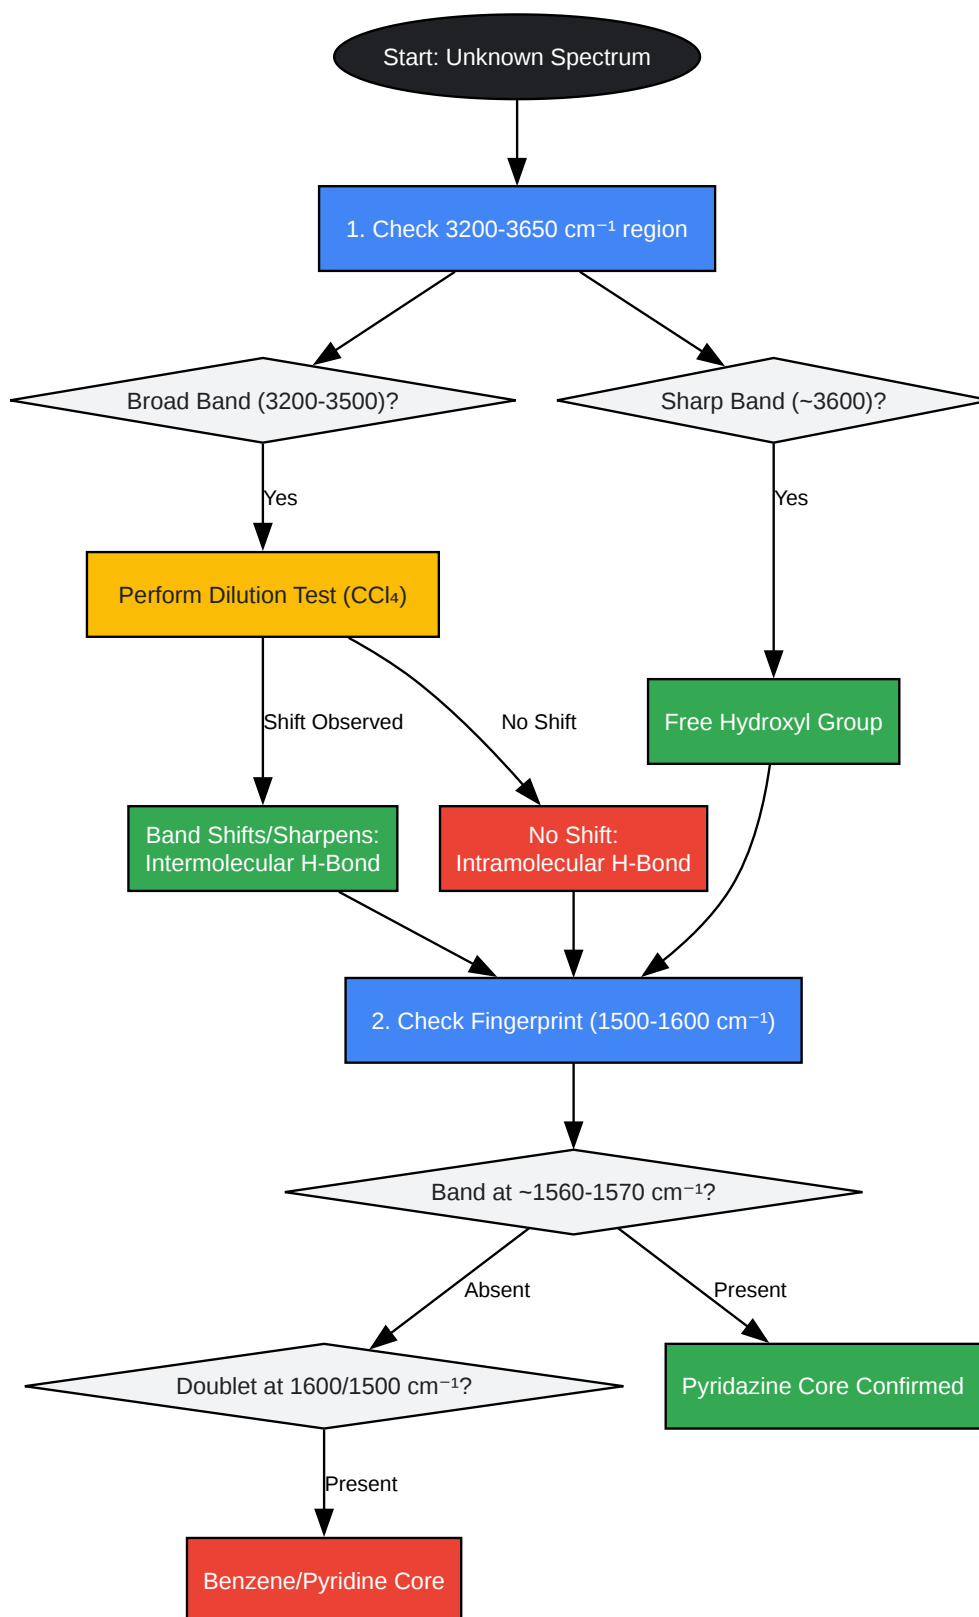 Start: Unknown Spectrum
1. Check 3200-3650 cm⁻¹ region
Broad Band (3200-3500)?
Sharp Band (~3600)?
Yes
Yes
Perform Dilution Test (CCl₄)
Shift Observed
No Shift
Free Hydroxyl Group
Band Shifts/Sharpens:
Intermolecular H-Bond
No Shift:
Intramolecular H-Bond
2. Check Fingerprint (1500-1600 cm⁻¹)
Band at ~1560-1570 cm⁻¹?
Absent
Present
Doublet at 1600/1500 cm⁻¹?
Pyridazine Core Confirmed
Present
Benzene/Pyridine Core